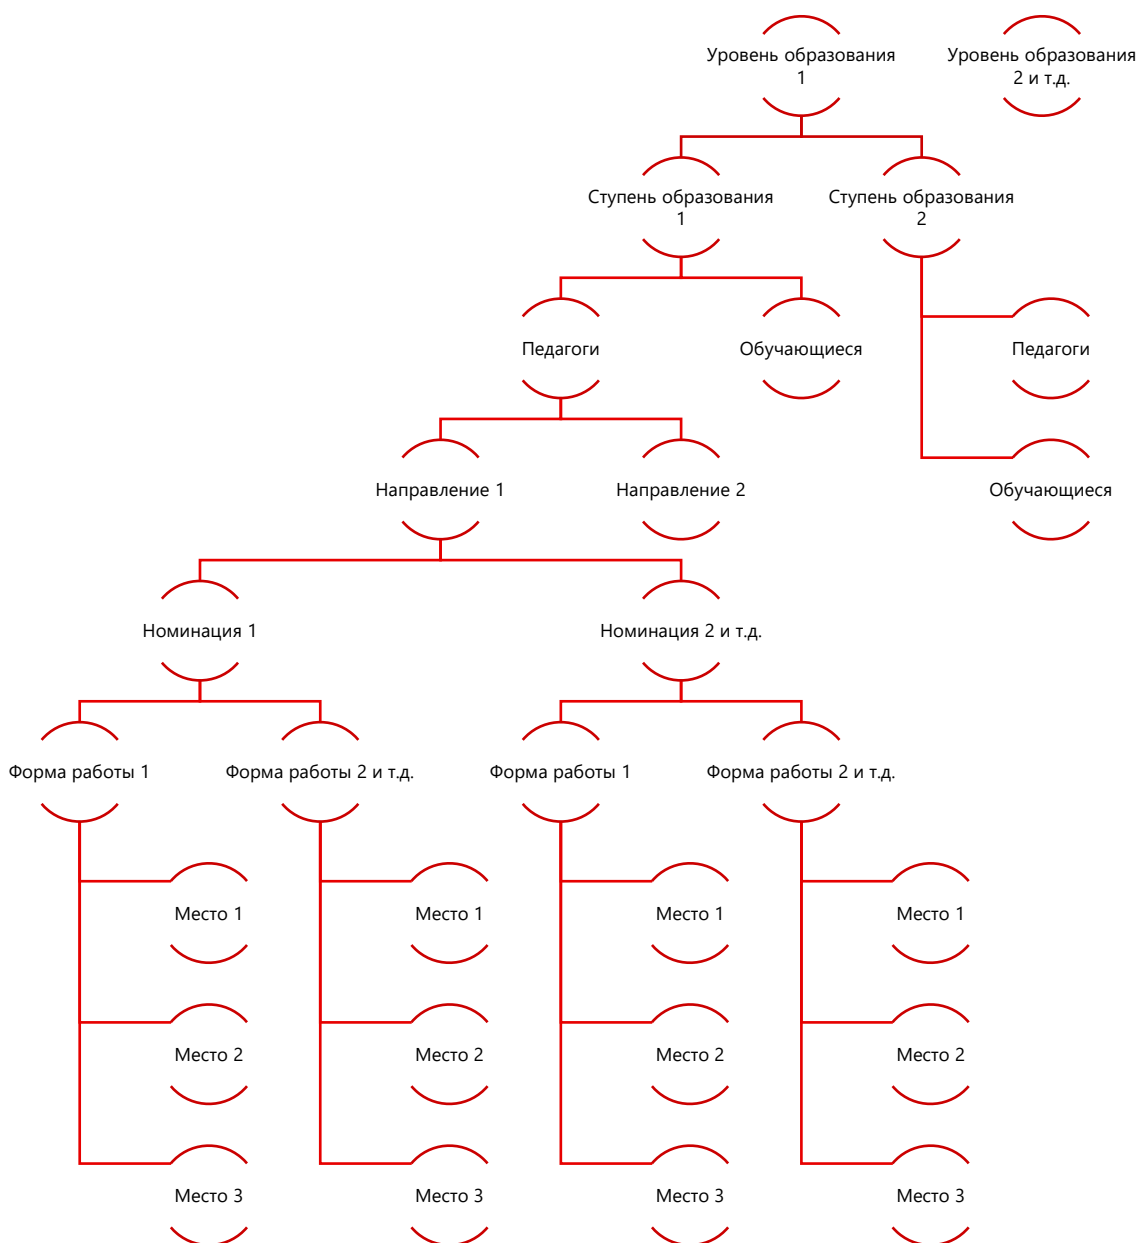 Уровень образования
1
Уровень образования
2 и т.д.
Ступень образования
1
Ступень образования
2
Педагоги
Обучающиеся
Педагоги
Направление 1
Направление 2
Обучающиеся
Номинация 1
Номинация 2 и т.д.
Форма работы 1
Форма работы 2 и т.д.
Форма работы 1
Форма работы 2 и т.д.
Место 1
Место 1
Место 1
Место 1
Место 2
Место 2
Место 2
Место 2
Место 3
Место 3
Место 3
Место 3